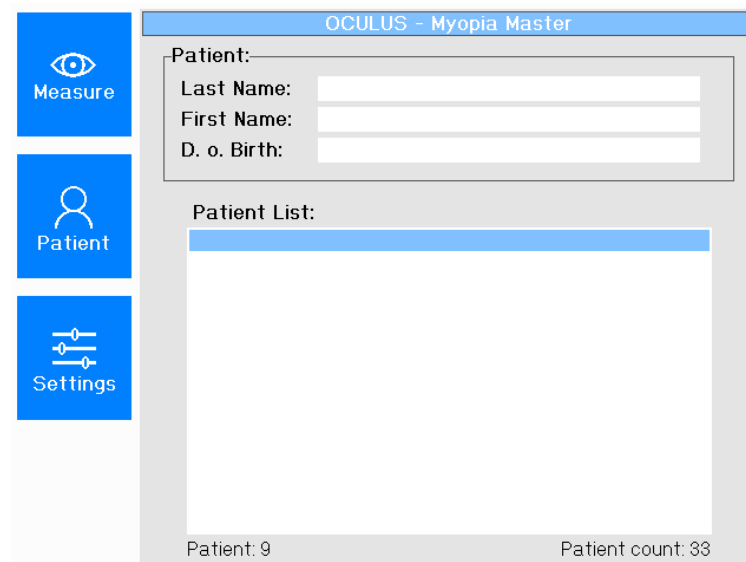 OCULUS - Myopia Master
Measure
Patient
Settings
Patient:
Last Name:
First Name:
D. o. Birth:
Patient List:
Patient: 9
Patient count: 33